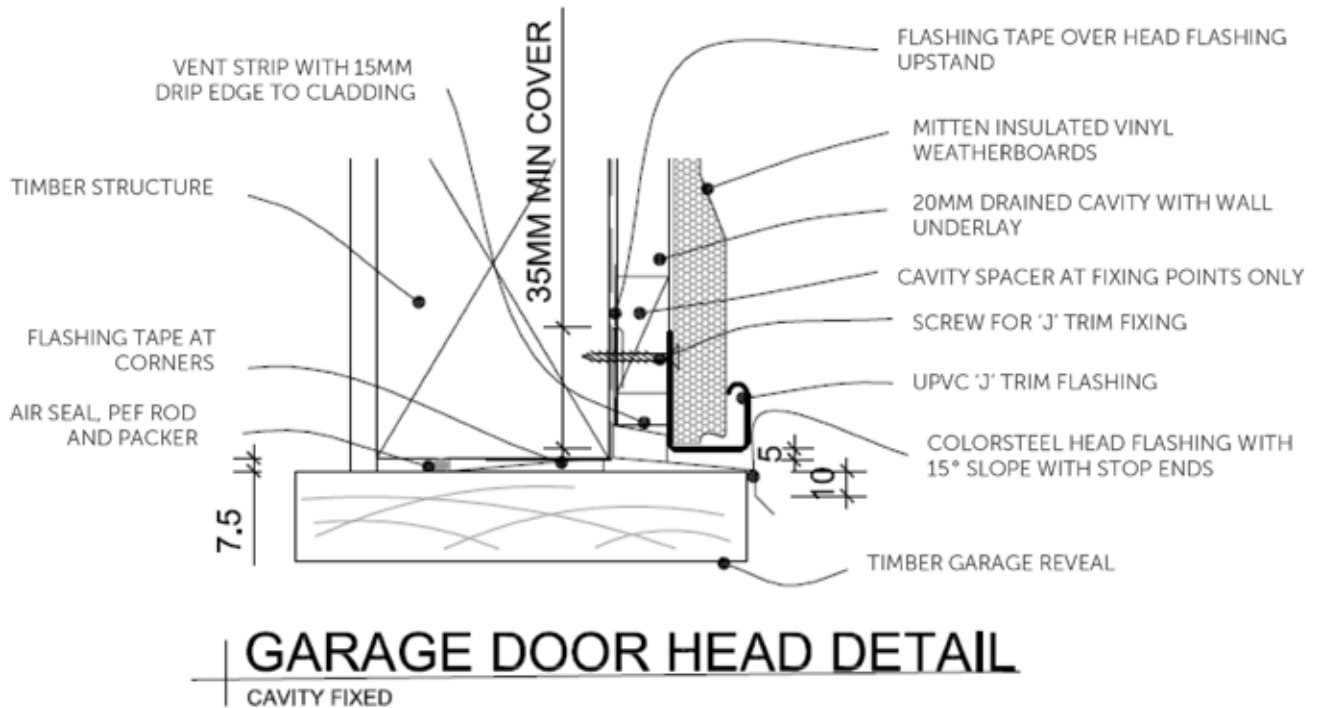 VENT STRIP WITH 15MM
DRIP EDGE TO CLADDING
TIMBER STRUCTURE
FLASHING TAPE AT
CORNERS
AIR SEAL, PEF ROD
AND PACKER
7.5
35MM MIN COVER
FLASHING TAPE OVER HEAD FLASHING
UPSTAND
MITTEN INSULATED VINYL
WEATHERBOARDS
20MM DRAINED CAVITY WITH WALL
UNDERLAY
CAVITY SPACER AT FIXING POINTS ONLY
SCREW FOR 'J' TRIM FIXING
UPVC 'J' TRIM FLASHING
COLORSTEEL HEAD FLASHING WITH
15° SLOPE WITH STOP ENDS
5
10
TIMBER GARAGE REVEAL
GARAGE DOOR HEAD DETAIL
CAVITY FIXED